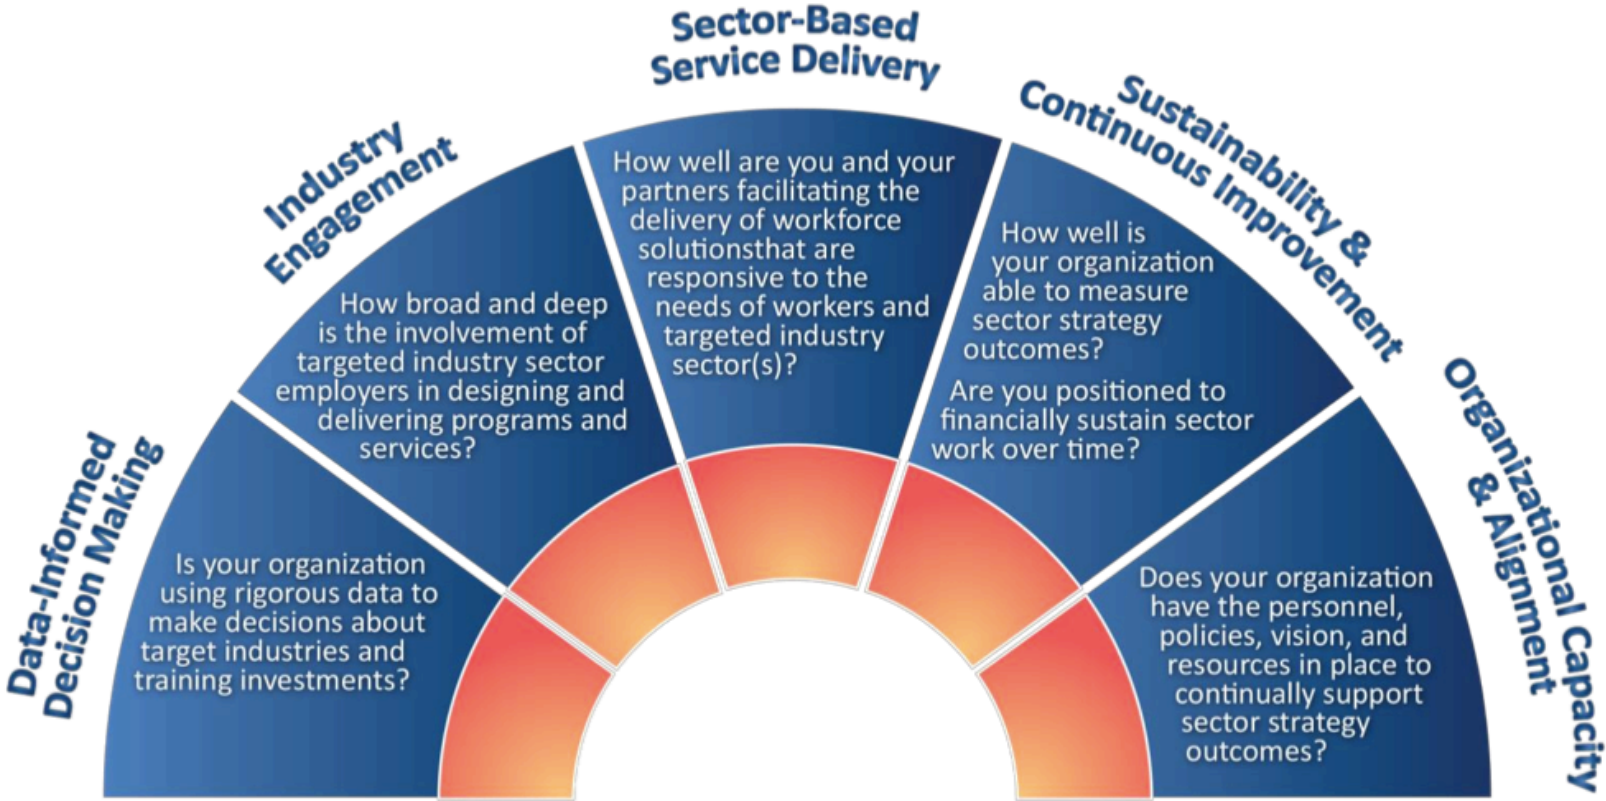 Data-Informed
Decision Making
Is your organization
using rigorous data to
make decisions about
target industries and
training investments?
Industry
Engagement
How broad and deep
is the involvement of
targeted industry sector
employers in designing and
delivering programs and
services?
Sector-Based
Service Delivery
How well are you and your
partners facilitating the
delivery of workforce
solutionsthat are
responsive to the
needs of workers and
targeted industry
sector(s)?
Sustainability &
Continuous Improvement
How well is
your organization
able to measure
sector strategy
outcomes?
Are you positioned to
financially sustain sector
work over time?
Organizational Capacity
& Alignment
Does your organization
have the personnel,
policies, vision, and
resources in place to
continually support
sector strategy
outcomes?